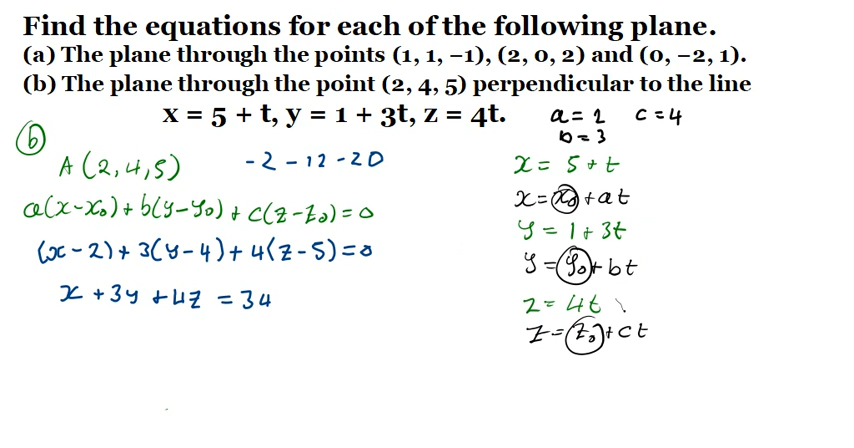 Find the equations for each of the following plane.
(a) The plane through the points (1, 1, −1), (2, 0, 2) and (0, −2, 1).
(b) The plane through the point (2, 4, 5) perpendicular to the line
x = 5 + t, y = 1 + 3t, z = 4t.
a = 1 c = 4
b = 3
(b)
A (2, 4, 5) -2 - 12 - 20
a(x - x₀) + b(y - y₀) + c(z - z₀) = 0
(x - 2) + 3(y - 4) + 4(z - 5) = 0
x + 3y + 4z = 34
x = 5 + t
x = x₀ + at
y = 1 + 3t
y = y₀ + bt
z = 4t
z = z₀ + ct